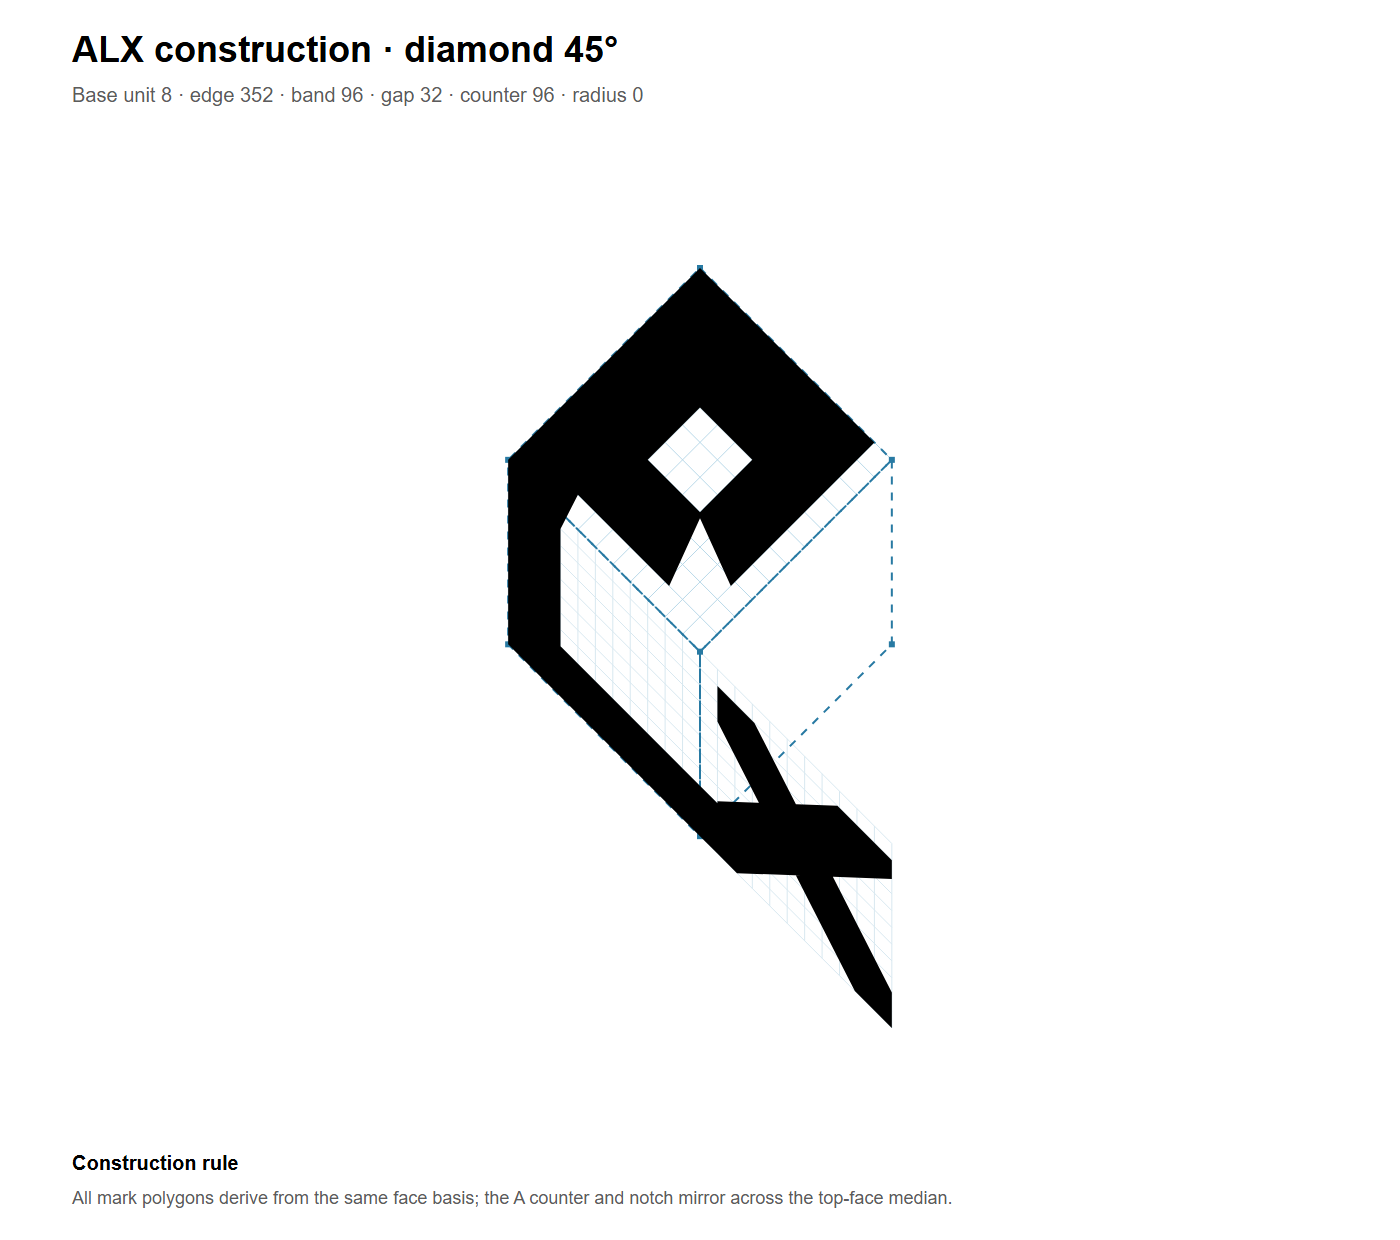 ALX construction · diamond 45°
Base unit 8 · edge 352 · band 96 · gap 32 · counter 96 · radius 0
Construction rule
All mark polygons derive from the same face basis; the A counter and notch mirror across the top-face median.